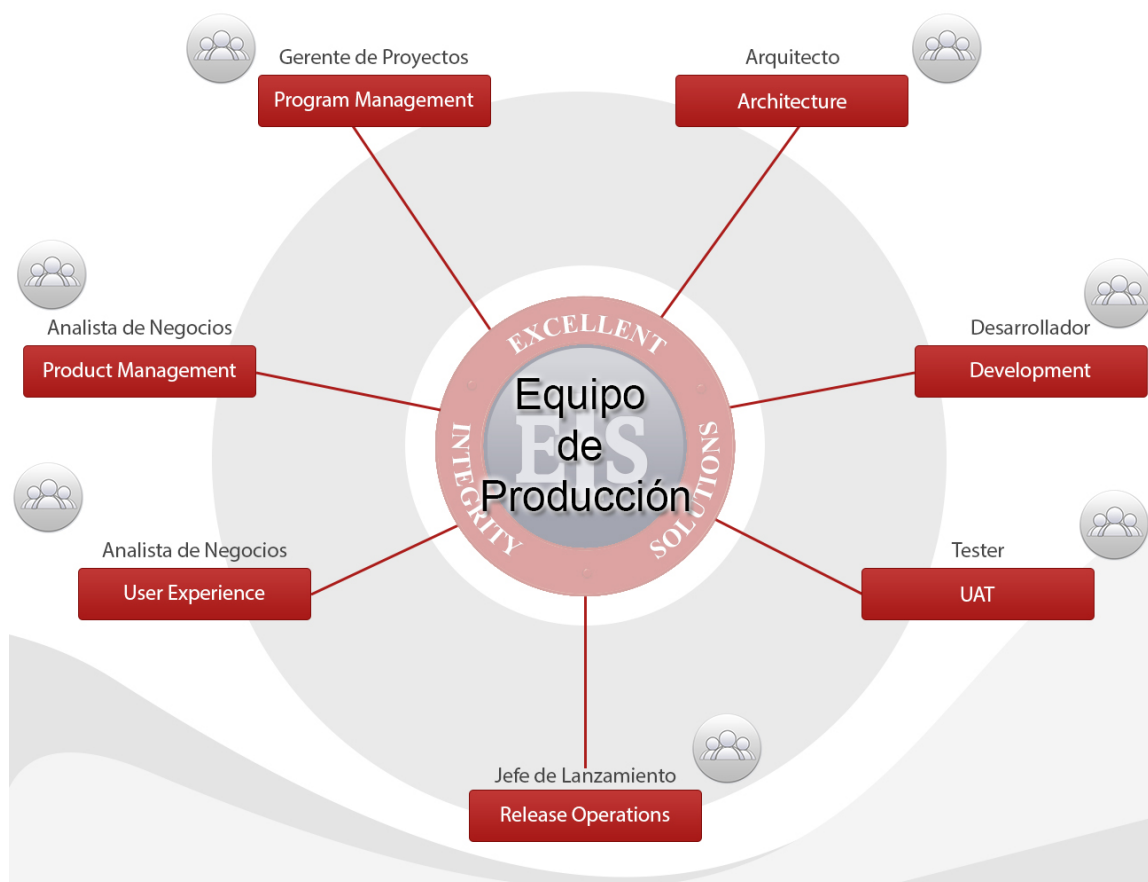 Gerente de Proyectos
Program Management
Arquitecto
Architecture
Analista de Negocios
Product Management
Desarrollador
Development
EXCELLENT
INTEGRITY
SOLUTIONS
EIS
Equipo
de
Producción
Analista de Negocios
User Experience
Tester
UAT
Jefe de Lanzamiento
Release Operations